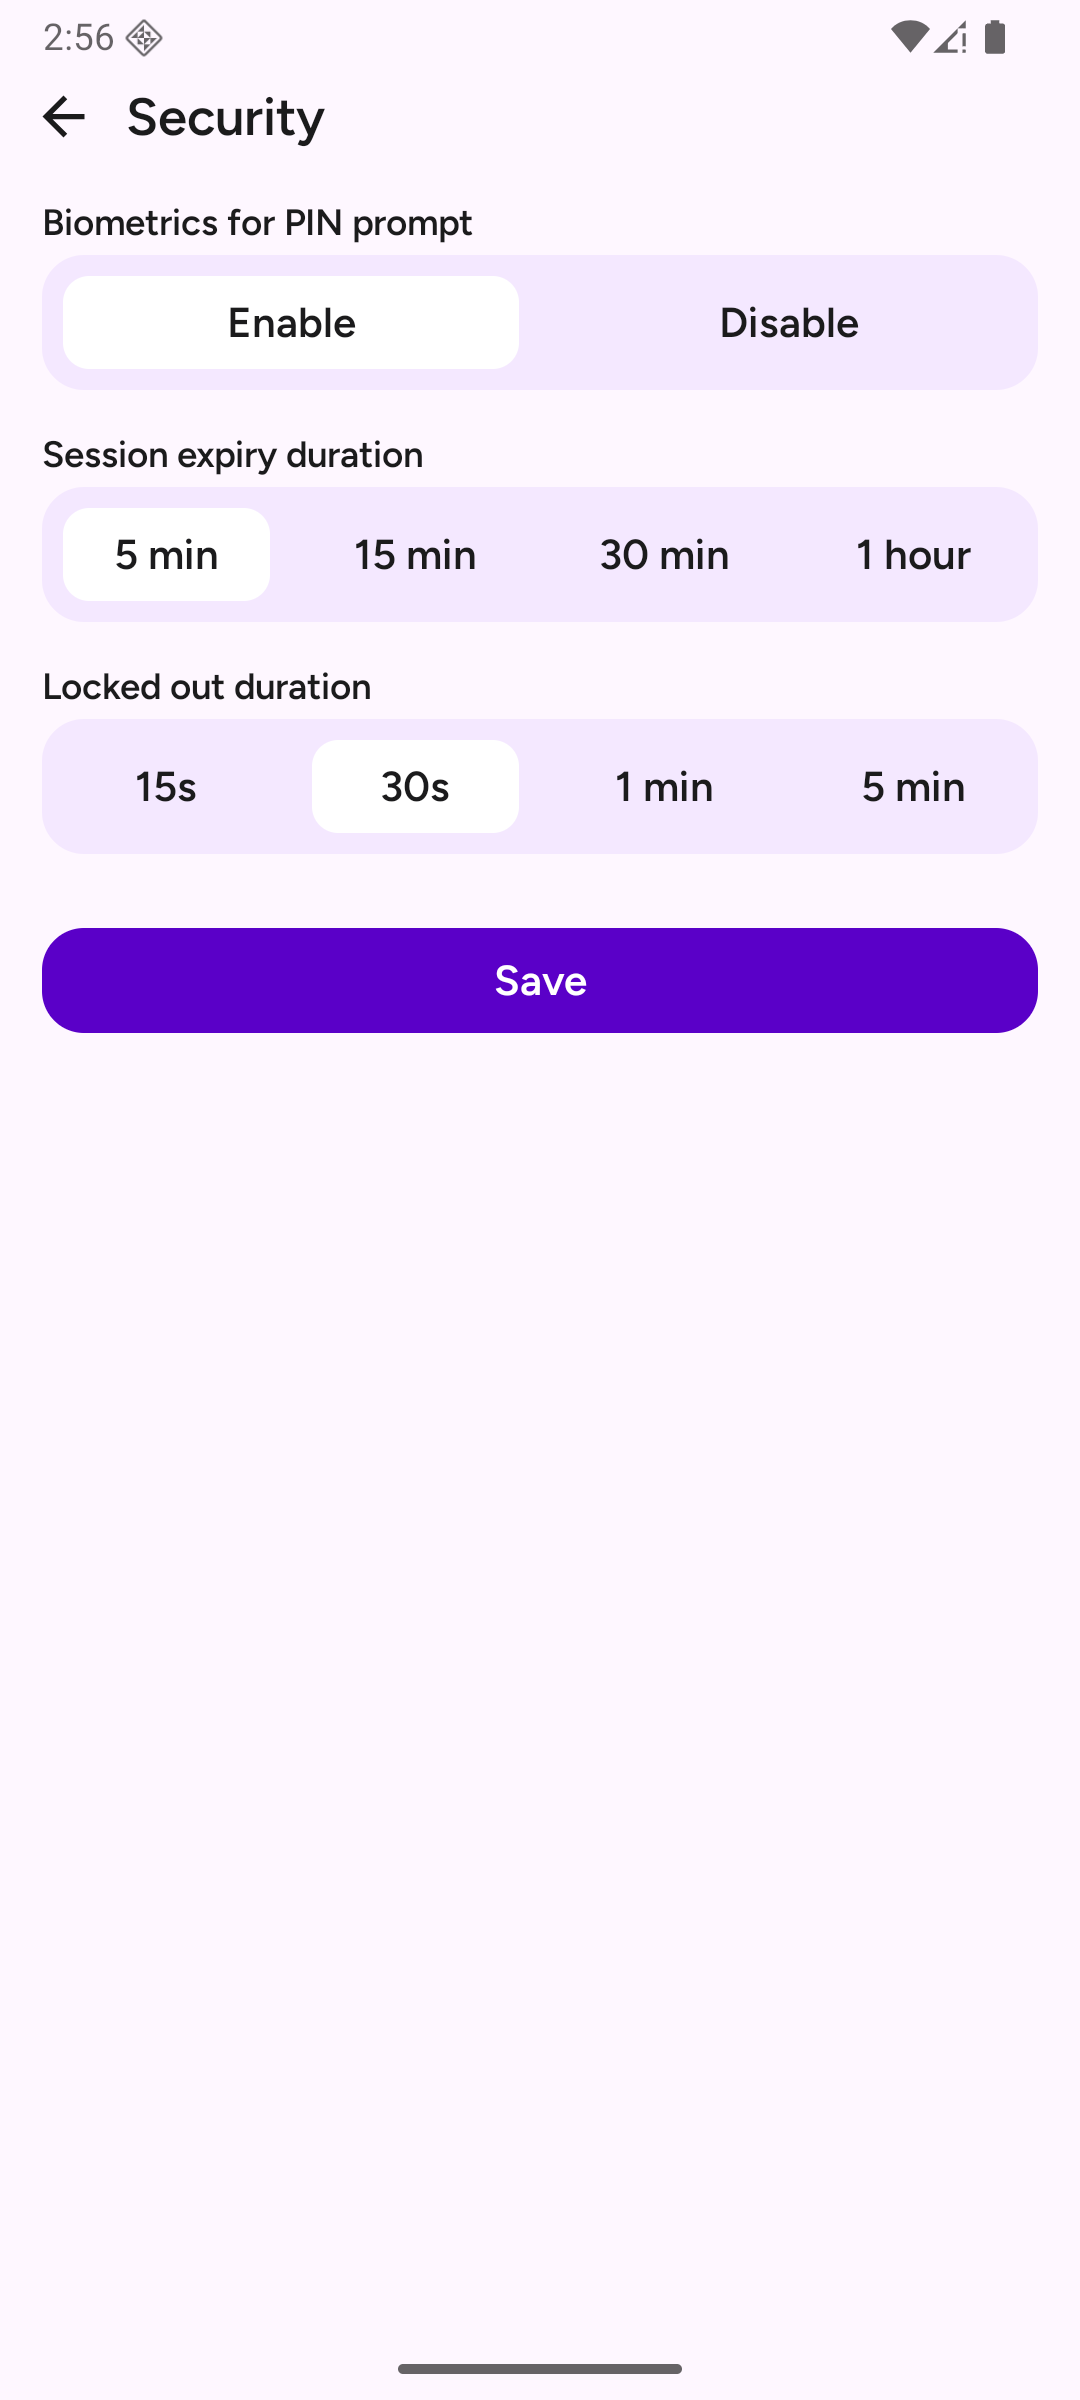 2:56
Security
Biometrics for PIN prompt
Enable Disable
Session expiry duration
5 min 15 min 30 min 1 hour
Locked out duration
15s 30s 1 min 5 min
Save